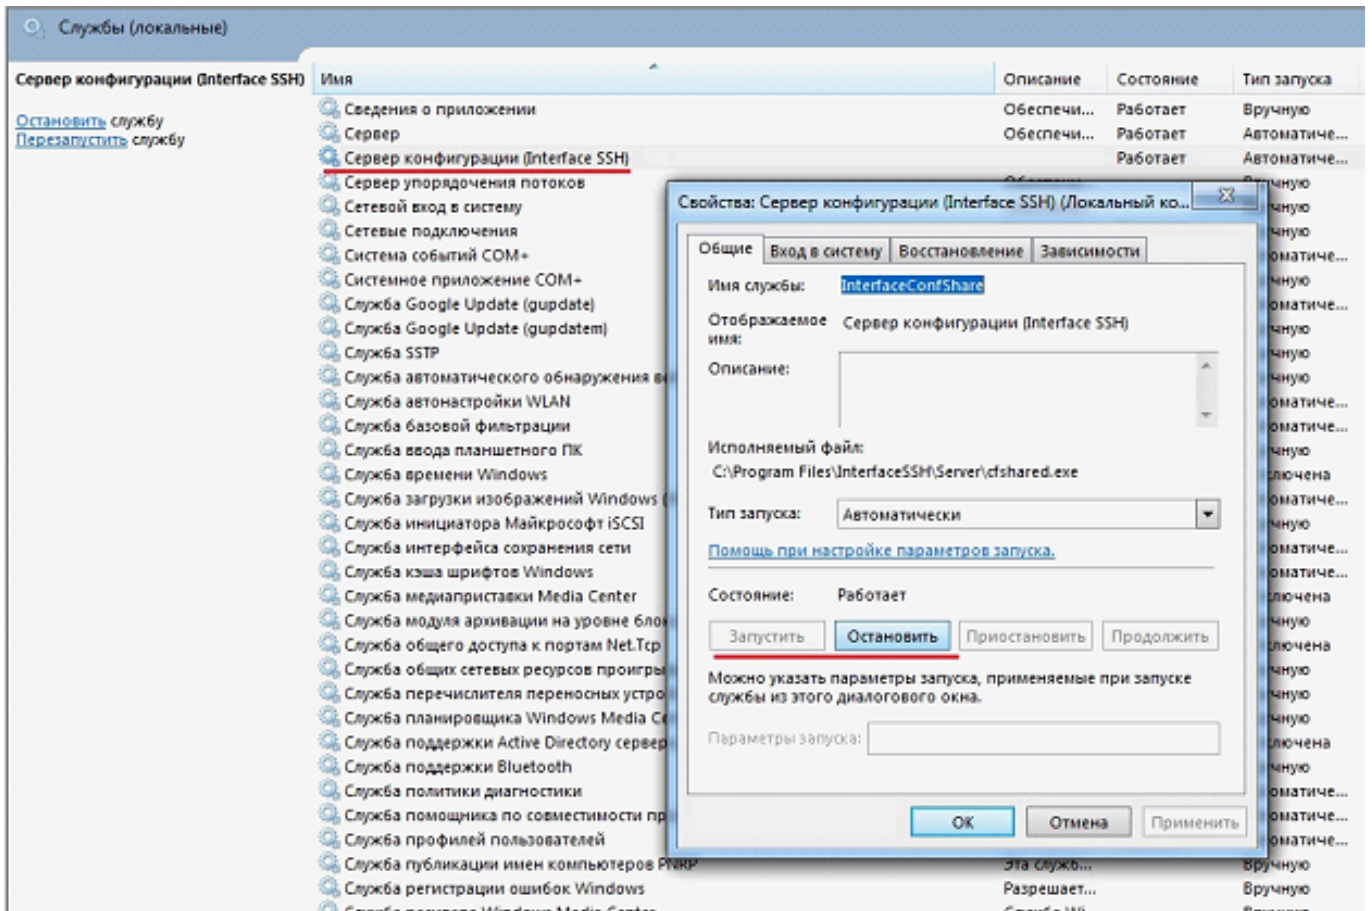 Службы (локальные)
Сервер конфигурации (Interface SSH)
Остановить службу
Перезапустить службу
Имя Описание Состояние Тип запуска
Сведения о приложении Обеспечи... Работает Вручную
Сервер Обеспечи... Работает Автоматиче...
Сервер конфигурации (Interface SSH) Работает Автоматиче...
Сервер упорядочения потоков
Сетевой вход в систему
Сетевые подключения
Система событий COM+
Системное приложение COM+
Служба Google Update (gupdate)
Служба Google Update (gupdatem)
Служба SSTP
Служба автоматического обнаружения
Служба автонастройки WLAN
Служба базовой фильтрации
Служба ввода планшетного ПК
Служба времени Windows
Служба загрузки изображений Windows (
Служба инициатора Майкрософт iSCSI
Служба интерфейса сохранения сети
Служба кэша шрифтов Windows
Служба медиаприставки Media Center
Служба модуля архивации на уровне
Служба общего доступа к портам Net.Tcp
Служба общих сетевых ресурсов
Служба перечислителя переносных
Служба планировщика Windows Media
Служба поддержки Active Directory
Служба поддержки Bluetooth
Служба политики диагностики
Служба помощника по совместимости
Служба профилей пользователей
Служба публикации имен компьютеров PNRP Эта служб... Вручную
Служба регистрации ошибок Windows Разрешает... Вручную
Свойства: Сервер конфигурации (Interface SSH) (Локальный ко...
Общие Вход в систему Восстановление Зависимости
Имя службы: InterfaceConfShare
Отображаемое имя: Сервер конфигурации (Interface SSH)
Описание:
Исполняемый файл:
C:\Program Files\InterfaceSSH\Server\cfshared.exe
Тип запуска: Автоматически
Помощь при настройке параметров запуска.
Состояние: Работает
Запустить Остановить Приостановить Продолжить
Можно указать параметры запуска, применяемые при запуске
службы из этого диалогового окна.
Параметры запуска:
ОК Отмена Применить